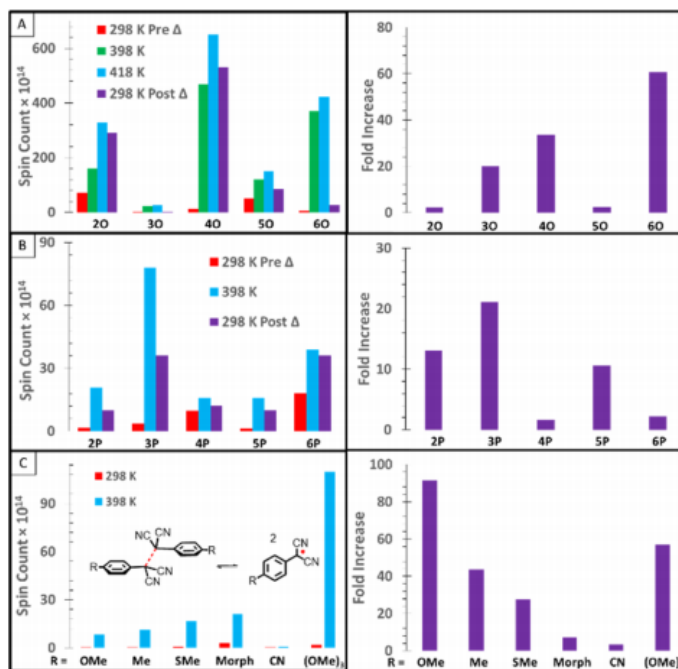 A
298 K Pre Δ
398 K
418 K
298 K Post Δ
Spin Count × 10¹⁴
600
400
200
0
2O 3O 4O 5O 6O
Fold Increase
80
60
40
20
0
2O 3O 4O 5O 6O
B
298 K Pre Δ
398 K
298 K Post Δ
Spin Count × 10¹⁴
90
60
30
0
2P 3P 4P 5P 6P
Fold Increase
30
20
10
0
2P 3P 4P 5P 6P
C
298 K
398 K
Spin Count × 10¹⁴
90
60
30
0
NC CN
R
R
CN
CN
2
CN
CN
R
R = OMe Me SMe Morph CN (OMe)₃
Fold Increase
100
80
60
40
20
0
OMe Me SMe Morph CN (OMe)₃